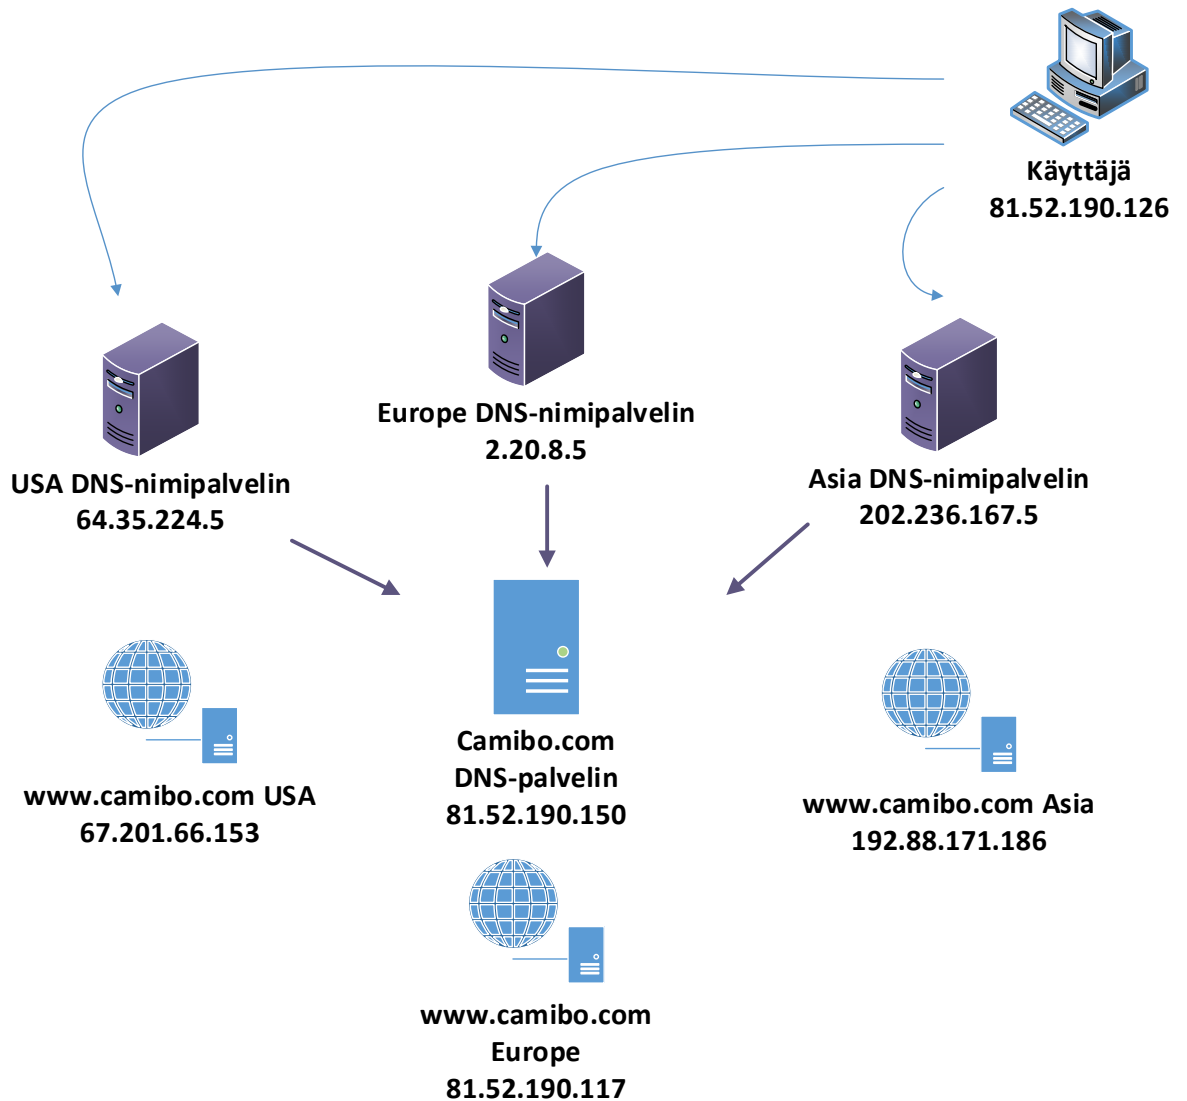 Käyttäjä
81.52.190.126
Europe DNS-nimipalvelin
2.20.8.5
USA DNS-nimipalvelin
64.35.224.5
Asia DNS-nimipalvelin
202.236.167.5
Camibo.com
DNS-palvelin
81.52.190.150
www.camibo.com USA
67.201.66.153
www.camibo.com Asia
192.88.171.186
www.camibo.com
Europe
81.52.190.117